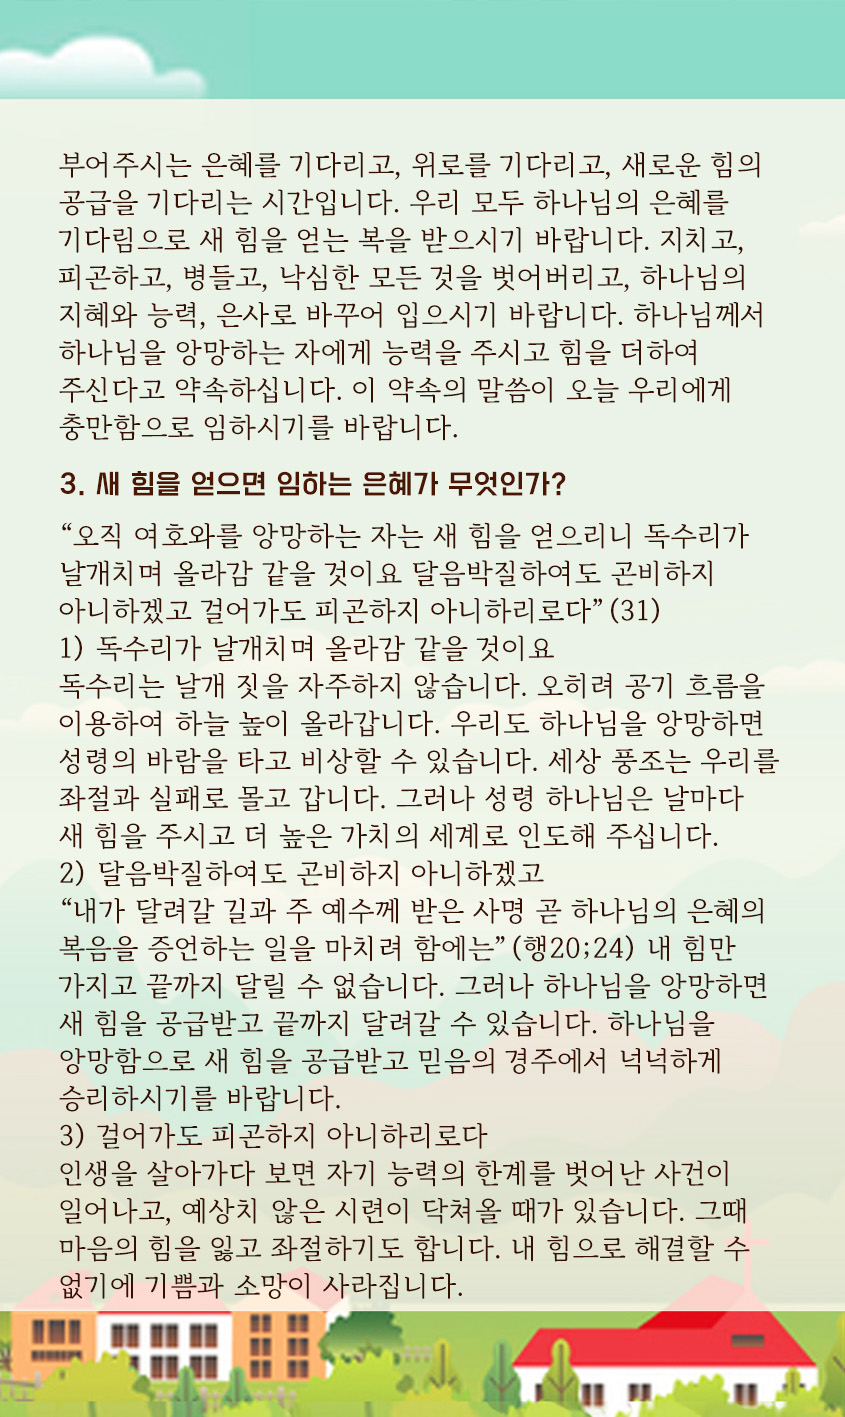 부어주시는 은혜를 기다리고, 위로를 기다리고, 새로운 힘의
공급을 기다리는 시간입니다. 우리 모두 하나님의 은혜를
기다림으로 새 힘을 얻는 복을 받으시기 바랍니다. 지치고,
피곤하고, 병들고, 낙심한 모든 것을 벗어버리고, 하나님의
지혜와 능력, 은사로 바꾸어 입으시기 바랍니다. 하나님께서
하나님을 앙망하는 자에게 능력을 주시고 힘을 더하여
주신다고 약속하십니다. 이 약속의 말씀이 오늘 우리에게
충만함으로 임하시기를 바랍니다.
3. 새 힘을 얻으면 임하는 은혜가 무엇인가?
“오직 여호와를 앙망하는 자는 새 힘을 얻으리니 독수리가
날개치며 올라감 같을 것이요 달음박질하여도 곤비하지
아니하겠고 걸어가도 피곤하지 아니하리로다”(31)
1) 독수리가 날개치며 올라감 같을 것이요
독수리는 날개 짓을 자주하지 않습니다. 오히려 공기 흐름을
이용하여 하늘 높이 올라갑니다. 우리도 하나님을 앙망하면
성령의 바람을 타고 비상할 수 있습니다. 세상 풍조는 우리를
좌절과 실패로 몰고 갑니다. 그러나 성령 하나님은 날마다
새 힘을 주시고 더 높은 가치의 세계로 인도해 주십니다.
2) 달음박질하여도 곤비하지 아니하겠고
“내가 달려갈 길과 주 예수께 받은 사명 곧 하나님의 은혜의
복음을 증언하는 일을 마치려 함에는”(행20;24) 내 힘만
가지고 끝까지 달릴 수 없습니다. 그러나 하나님을 앙망하면
새 힘을 공급받고 끝까지 달려갈 수 있습니다. 하나님을
앙망함으로 새 힘을 공급받고 믿음의 경주에서 넉넉하게
승리하시기를 바랍니다.
3) 걸어가도 피곤하지 아니하리로다
인생을 살아가다 보면 자기 능력의 한계를 벗어난 사건이
일어나고, 예상치 않은 시련이 닥쳐올 때가 있습니다. 그때
마음의 힘을 잃고 좌절하기도 합니다. 내 힘으로 해결할 수
없기에 기쁨과 소망이 사라집니다.